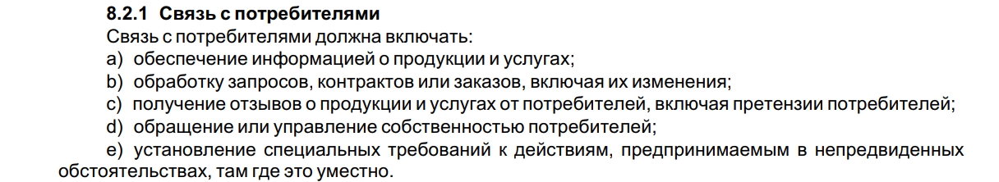 8.2.1 Связь с потребителями
Связь с потребителями должна включать:
a) обеспечение информацией о продукции и услугах;
b) обработку запросов, контрактов или заказов, включая их изменения;
c) получение отзывов о продукции и услугах от потребителей, включая претензии потребителей;
d) обращение или управление собственностью потребителей;
e) установление специальных требований к действиям, предпринимаемым в непредвиденных
обстоятельствах, там где это уместно.